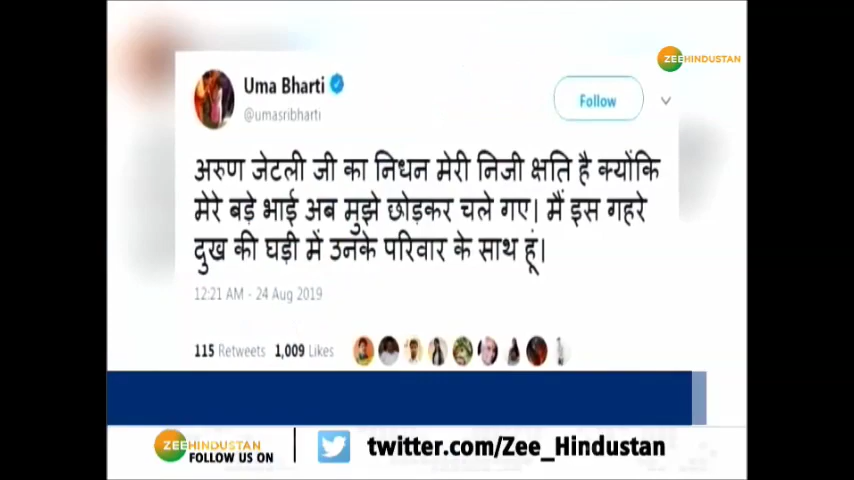 ZEEHINDUSTAN
Uma Bharti
@umasribharti
Follow
अरुण जेटली जी का निधन मेरी निजी क्षति है क्योंकि
मेरे बड़े भाई अब मुझे छोड़कर चले गए। मैं इस गहरे
दुख की घड़ी में उनके परिवार के साथ हूं।
12:21 AM - 24 Aug 2019
115 Retweets 1,009 Likes
ZEEHINDUSTAN
FOLLOW US ON
twitter.com/Zee_Hindustan